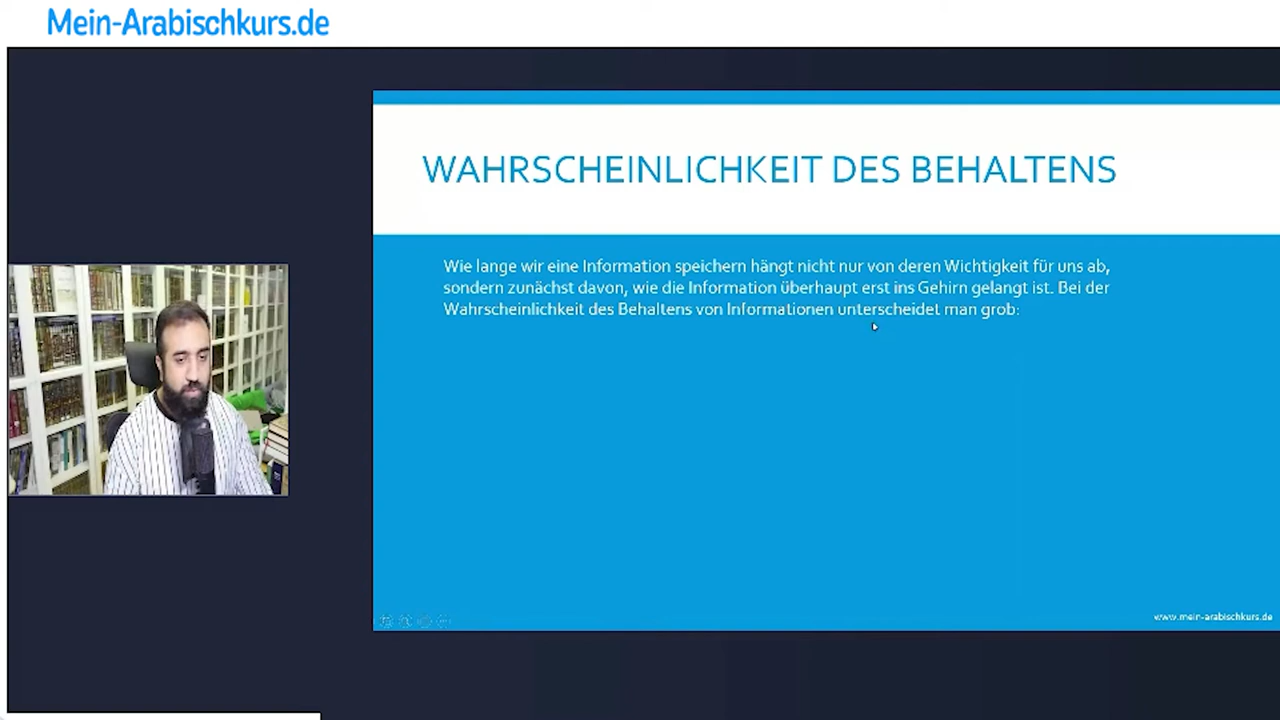 Mein-Arabischkurs.de
WAHRSCHEINLICHKEIT DES BEHALTENS
Wie lange wir eine Information speichern hängt nicht nur von deren Wichtigkeit für uns ab,
sondern zunächst davon, wie die Information überhaupt erst ins Gehirn gelangt ist. Bei der
Wahrscheinlichkeit des Behaltens von Informationen unterscheidet man grob:
www.mein-arabischkurs.de